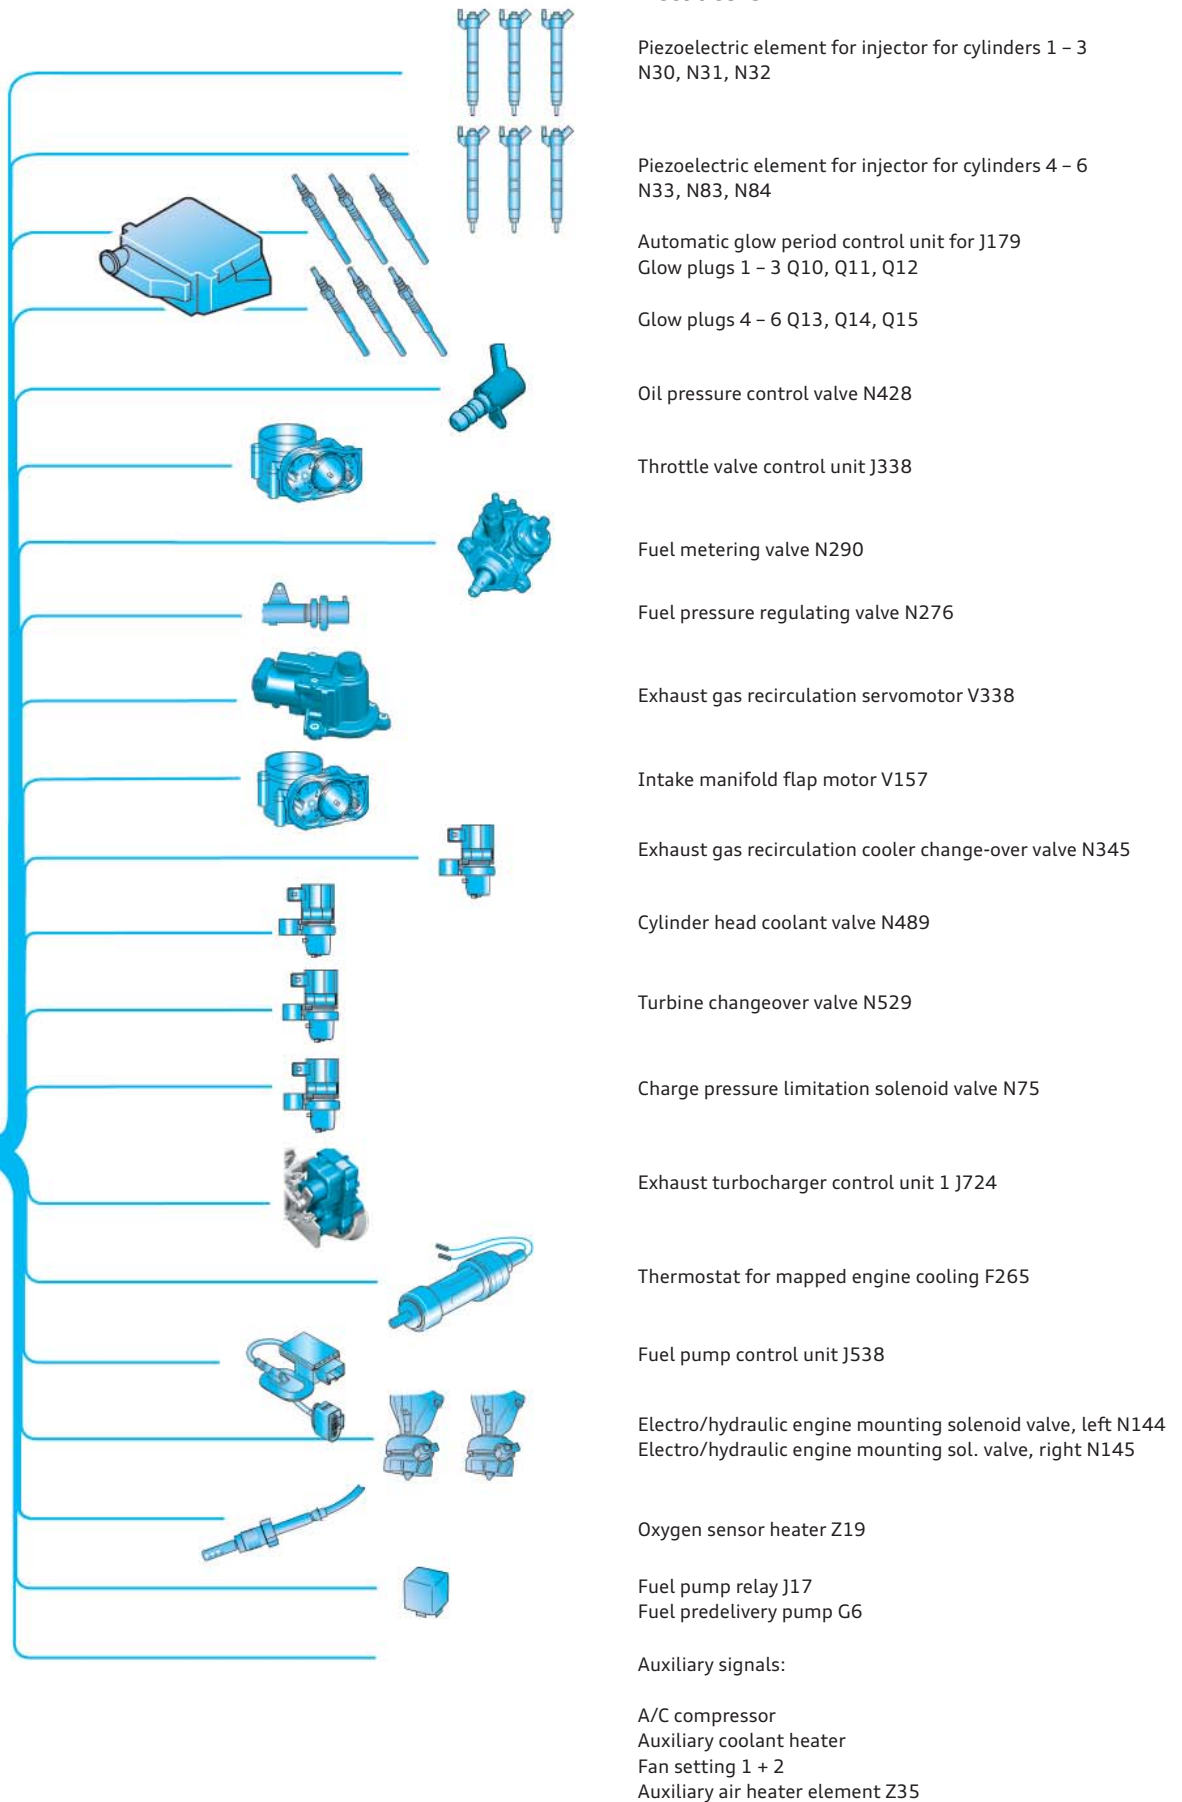 Piezoelectric element for injector for cylinders 1 – 3
N30, N31, N32
Piezoelectric element for injector for cylinders 4 – 6
N33, N83, N84
Automatic glow period control unit for J179
Glow plugs 1 – 3 Q10, Q11, Q12
Glow plugs 4 – 6 Q13, Q14, Q15
Oil pressure control valve N428
Throttle valve control unit J338
Fuel metering valve N290
Fuel pressure regulating valve N276
Exhaust gas recirculation servomotor V338
Intake manifold flap motor V157
Exhaust gas recirculation cooler change-over valve N345
Cylinder head coolant valve N489
Turbine changeover valve N529
Charge pressure limitation solenoid valve N75
Exhaust turbocharger control unit 1 J724
Thermostat for mapped engine cooling F265
Fuel pump control unit J538
Electro/hydraulic engine mounting solenoid valve, left N144
Electro/hydraulic engine mounting sol. valve, right N145
Oxygen sensor heater Z19
Fuel pump relay J17
Fuel predelivery pump G6
Auxiliary signals:
A/C compressor
Auxiliary coolant heater
Fan setting 1 + 2
Auxiliary air heater element Z35